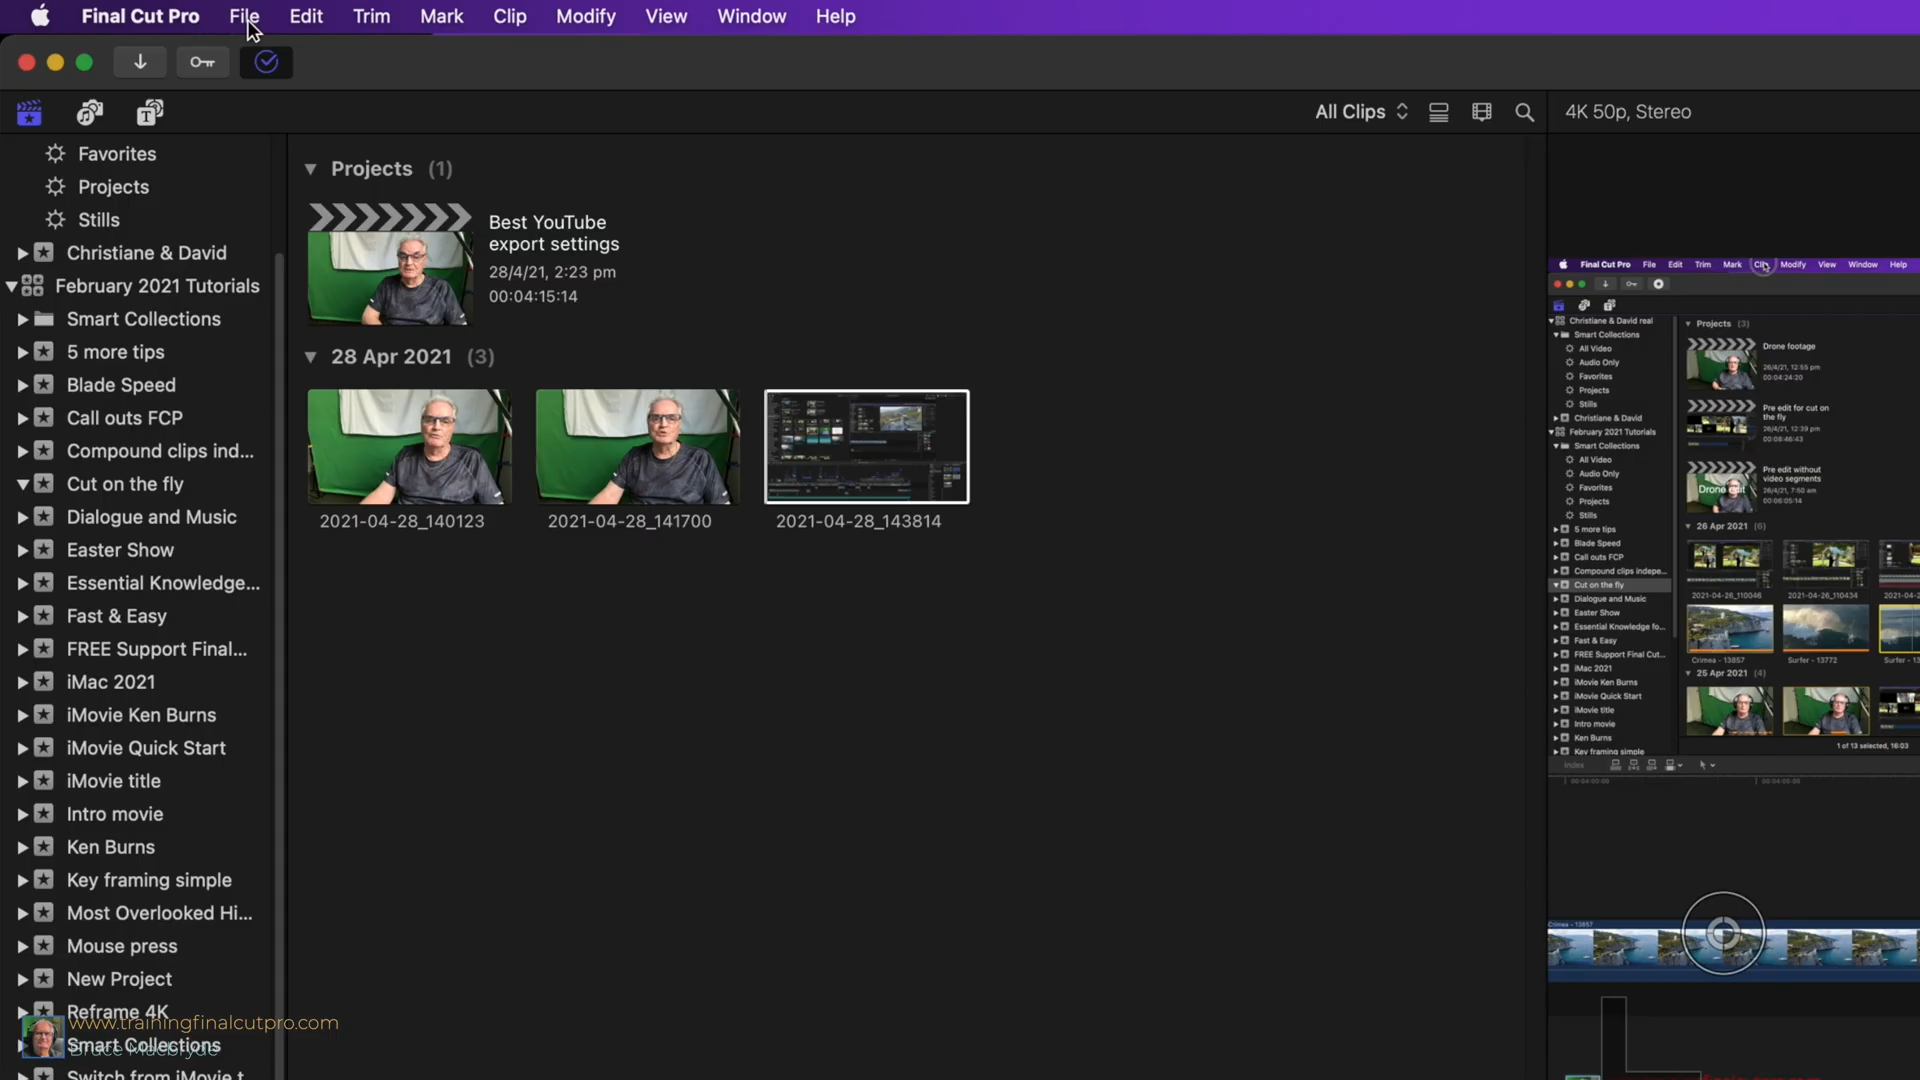 Final Cut Pro File Edit Trim Mark Clip Modify View Window Help
All Clips
4K 50p, Stereo
Favorites
Projects
Stills
Christiane & David
February 2021 Tutorials
Smart Collections
5 more tips
Blade Speed
Call outs FCP
Compound clips ind...
Cut on the fly
Dialogue and Music
Easter Show
Essential Knowledge...
Fast & Easy
FREE Support Final...
iMac 2021
iMovie Ken Burns
iMovie Quick Start
iMovie title
Intro movie
Ken Burns
Key framing simple
Most Overlooked Hi...
Mouse press
New Project
Reframe 4K
www.trainingfinalcutpro.com
Smart Collections
Bruce Macbryde
Switch from iMovie t
Projects (1)
Best YouTube
export settings
28/4/21, 2:23 pm
00:04:15:14
28 Apr 2021 (3)
2021-04-28_140123
2021-04-28_141700
2021-04-28_143814
Final Cut Pro File Edit Trim Mark Modify View Window Help
Christiane & David real
Smart Collections
All Video
Audio Only
Favorites
Projects
Stills
Christiane & David
February 2021 Tutorials
Smart Collections
All Video
Audio Only
Favorites
Projects
Stills
5 more tips
Blade Speed
Call outs FCP
Compound clips indepe...
Cut on the fly
Dialogue and Music
Easter Show
Essential Knowledge fo...
Fast & Easy
FREE Support Final Cut...
iMac 2021
iMovie Ken Burns
iMovie Quick Start
iMovie title
Intro movie
Ken Burns
Key framing simple
Projects (3)
Drone footage
26/4/21, 12:55 pm
00:04:24:20
Pre edit for cut on
the fly
26/4/21, 12:39 pm
00:08:46:43
Pre edit without
video segments
26/4/21, 7:50 am
00:06:05:14
Drone edit
26 Apr 2021 (6)
2021-04-26_110046
2021-04-26_110434
Crimea - 13857
Surfer - 13772
Surfer - 13
25 Apr 2021 (4)
1 of 13 selected, 16:03
Index
Crimea - 13857